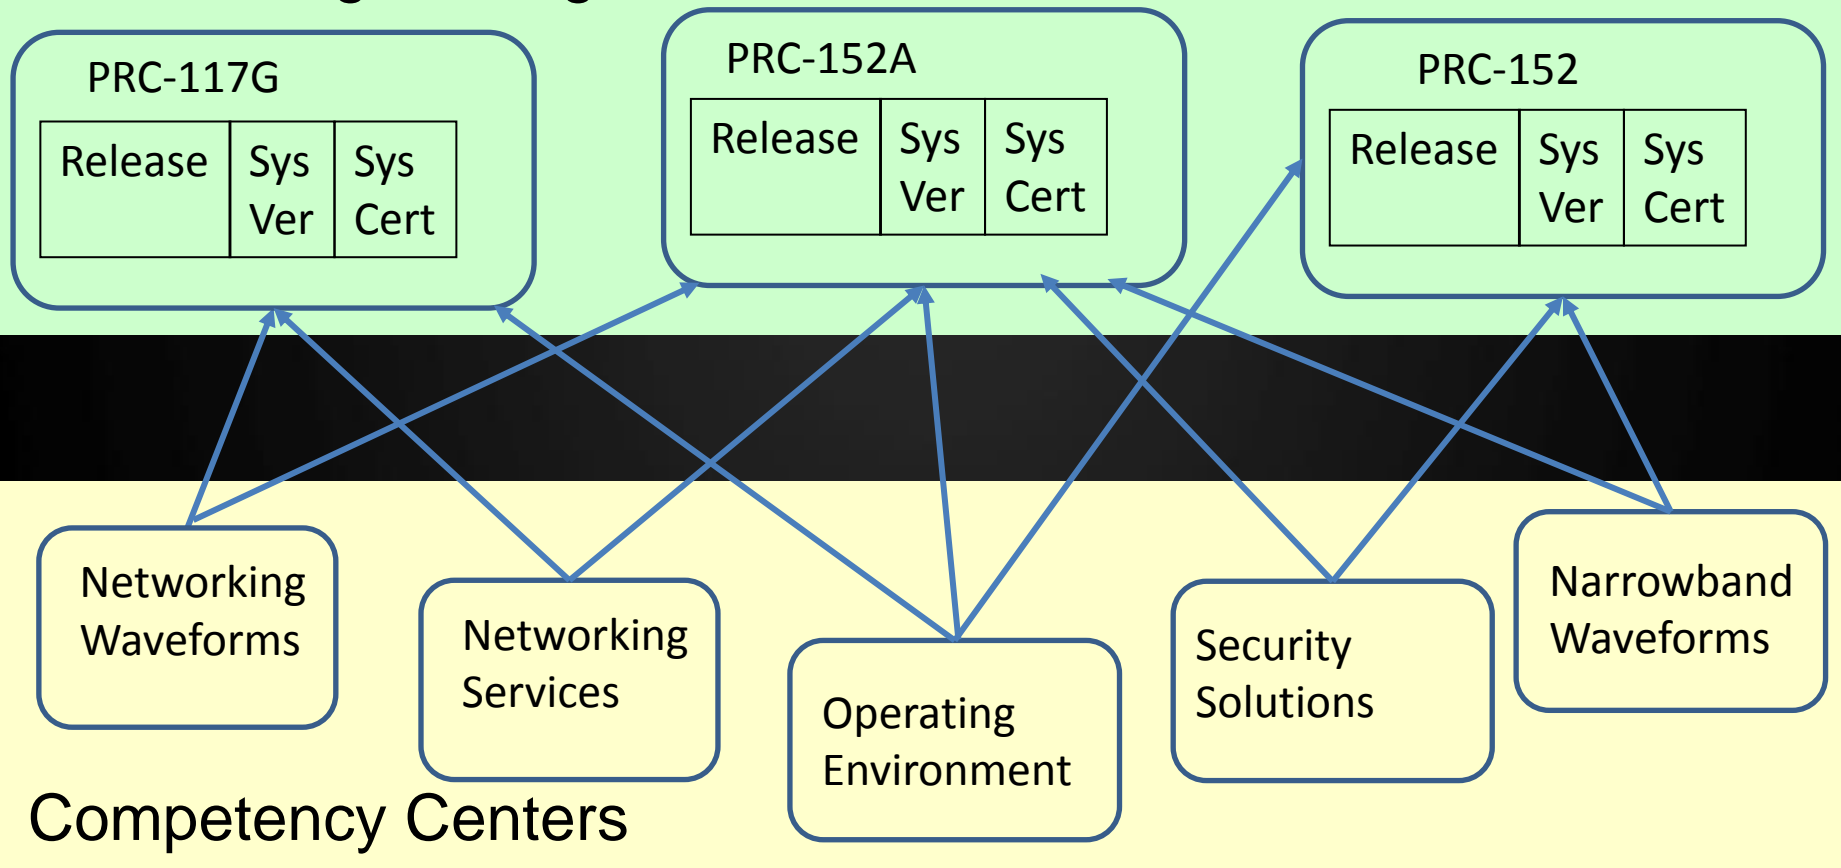 PRC-117G
Release Sys Sys
Ver Cert
PRC-152A
Release Sys Sys
Ver Cert
PRC-152
Release Sys Sys
Ver Cert
Networking
Waveforms
Networking
Services
Operating
Environment
Security
Solutions
Narrowband
Waveforms
Competency Centers